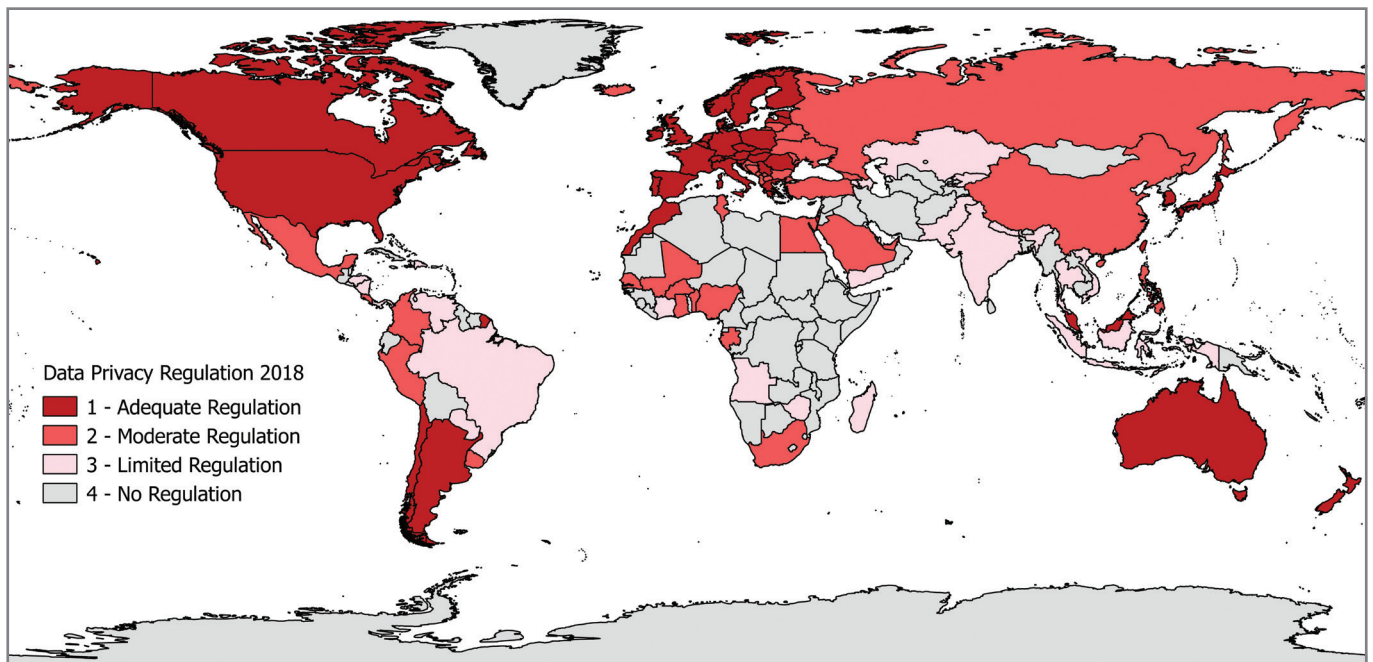 Data Privacy Regulation 2018
1 - Adequate Regulation
2 - Moderate Regulation
3 - Limited Regulation
4 - No Regulation